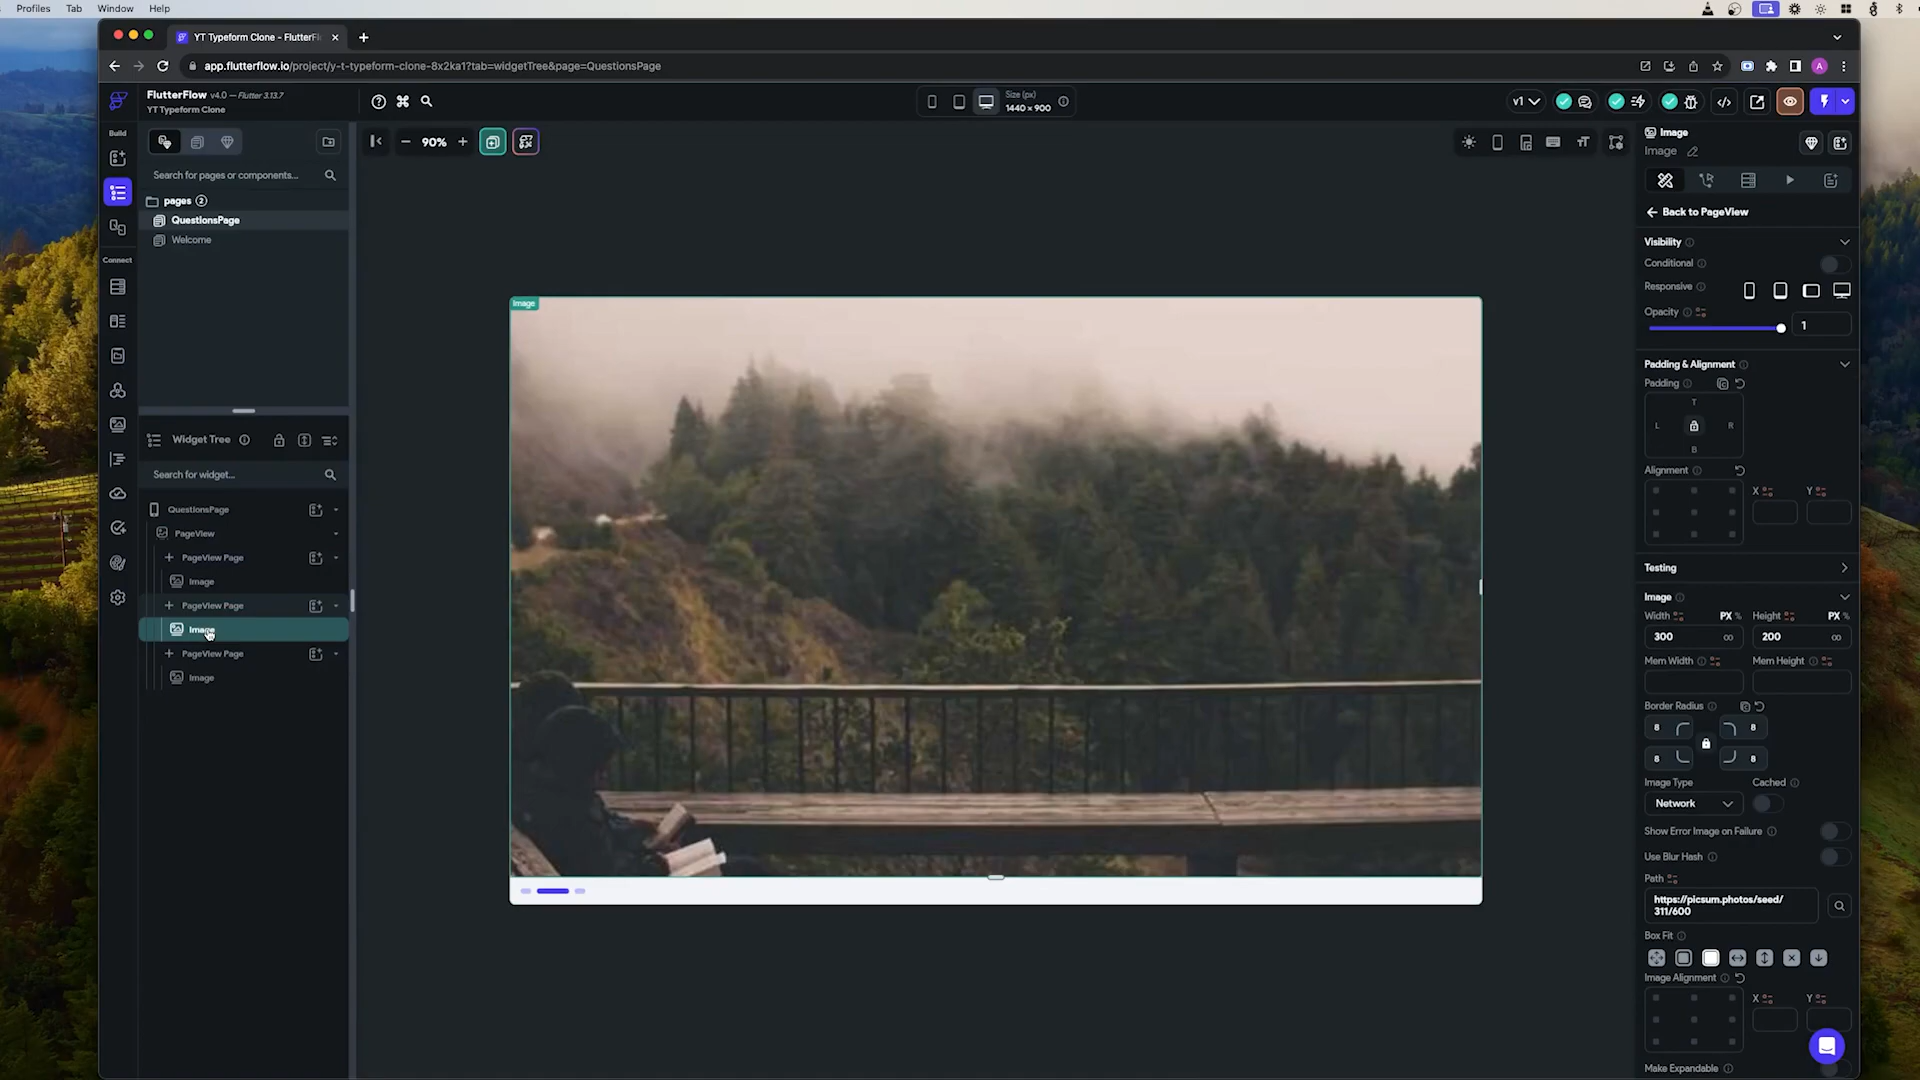 Profiles Tab Window Help
YT Typeform Clone - FlutterFl
app.flutterflow.io/project/y-t-typeform-clone-8x2ka1?tab=widgetTree&page=QuestionsPage
A
FlutterFlow v4.0 — Flutter 3.13.7
YT Typeform Clone
Size (px)
1440 × 900
v1
Build
90%
Search for pages or components...
pages 2
QuestionsPage
Welcome
Connect
Widget Tree
Search for widget...
QuestionsPage
PageView
PageView Page
Image
PageView Page
Image
PageView Page
Image
Image
Image
Image
Back to PageView
Visibility
Conditional
Responsive
Opacity
1
Padding & Alignment
Padding
T
L R
B
Alignment
X Y
Testing
Image
Width PX % Height PX %
300 ∞ 200 ∞
Mem Width Mem Height
Border Radius
8 8
8 8
Image Type Cached
Network
Show Error Image on Failure
Use Blur Hash
Path
https://picsum.photos/seed/
311/600
Box Fit
Image Alignment
X Y
Make Expandable